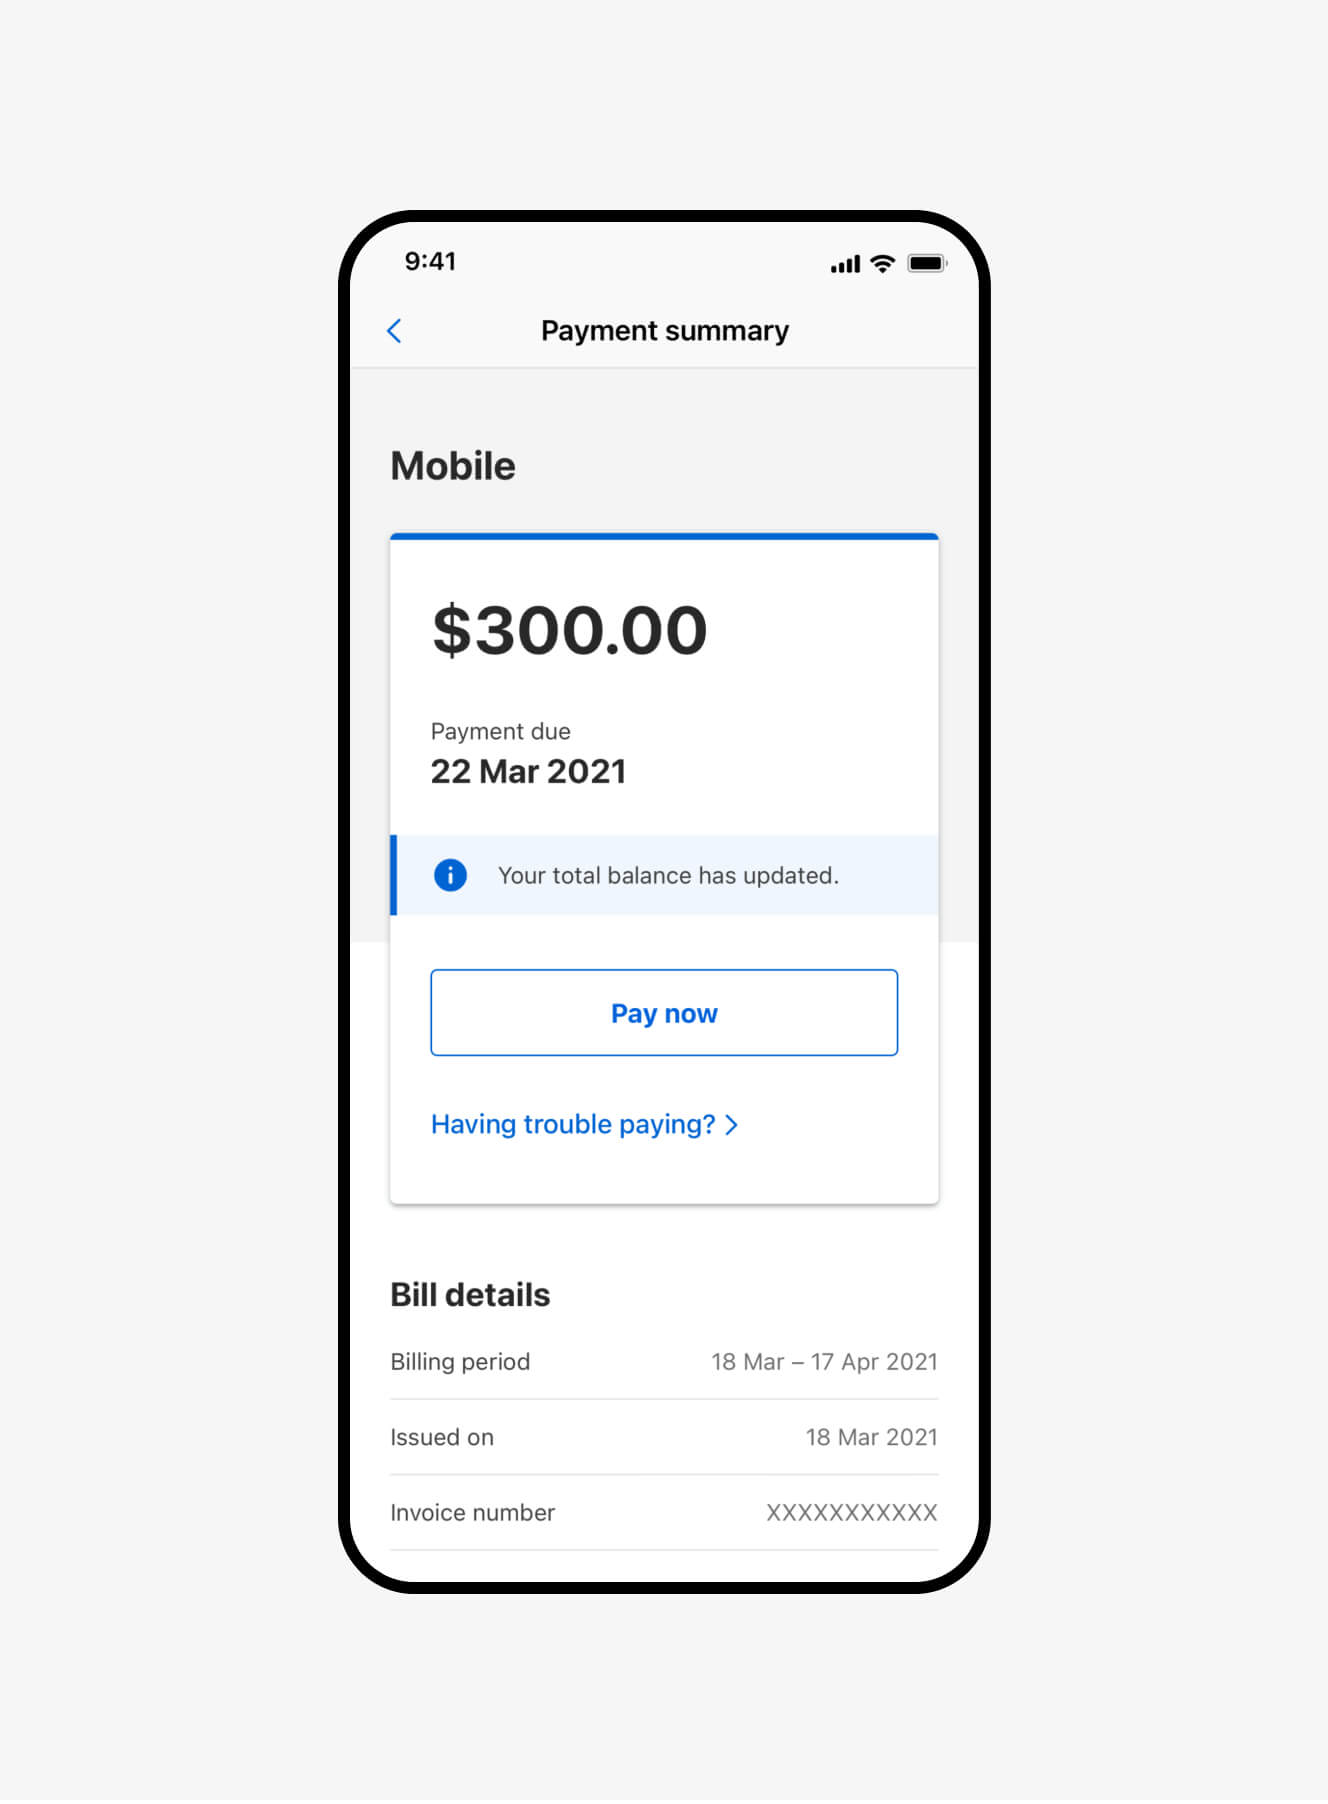 9:41
Payment summary
Mobile
$300.00
Payment due
22 Mar 2021
Your total balance has updated.
Pay now
Having trouble paying?
Bill details
Billing period 18 Mar – 17 Apr 2021
Issued on 18 Mar 2021
Invoice number XXXXXXXXXXX